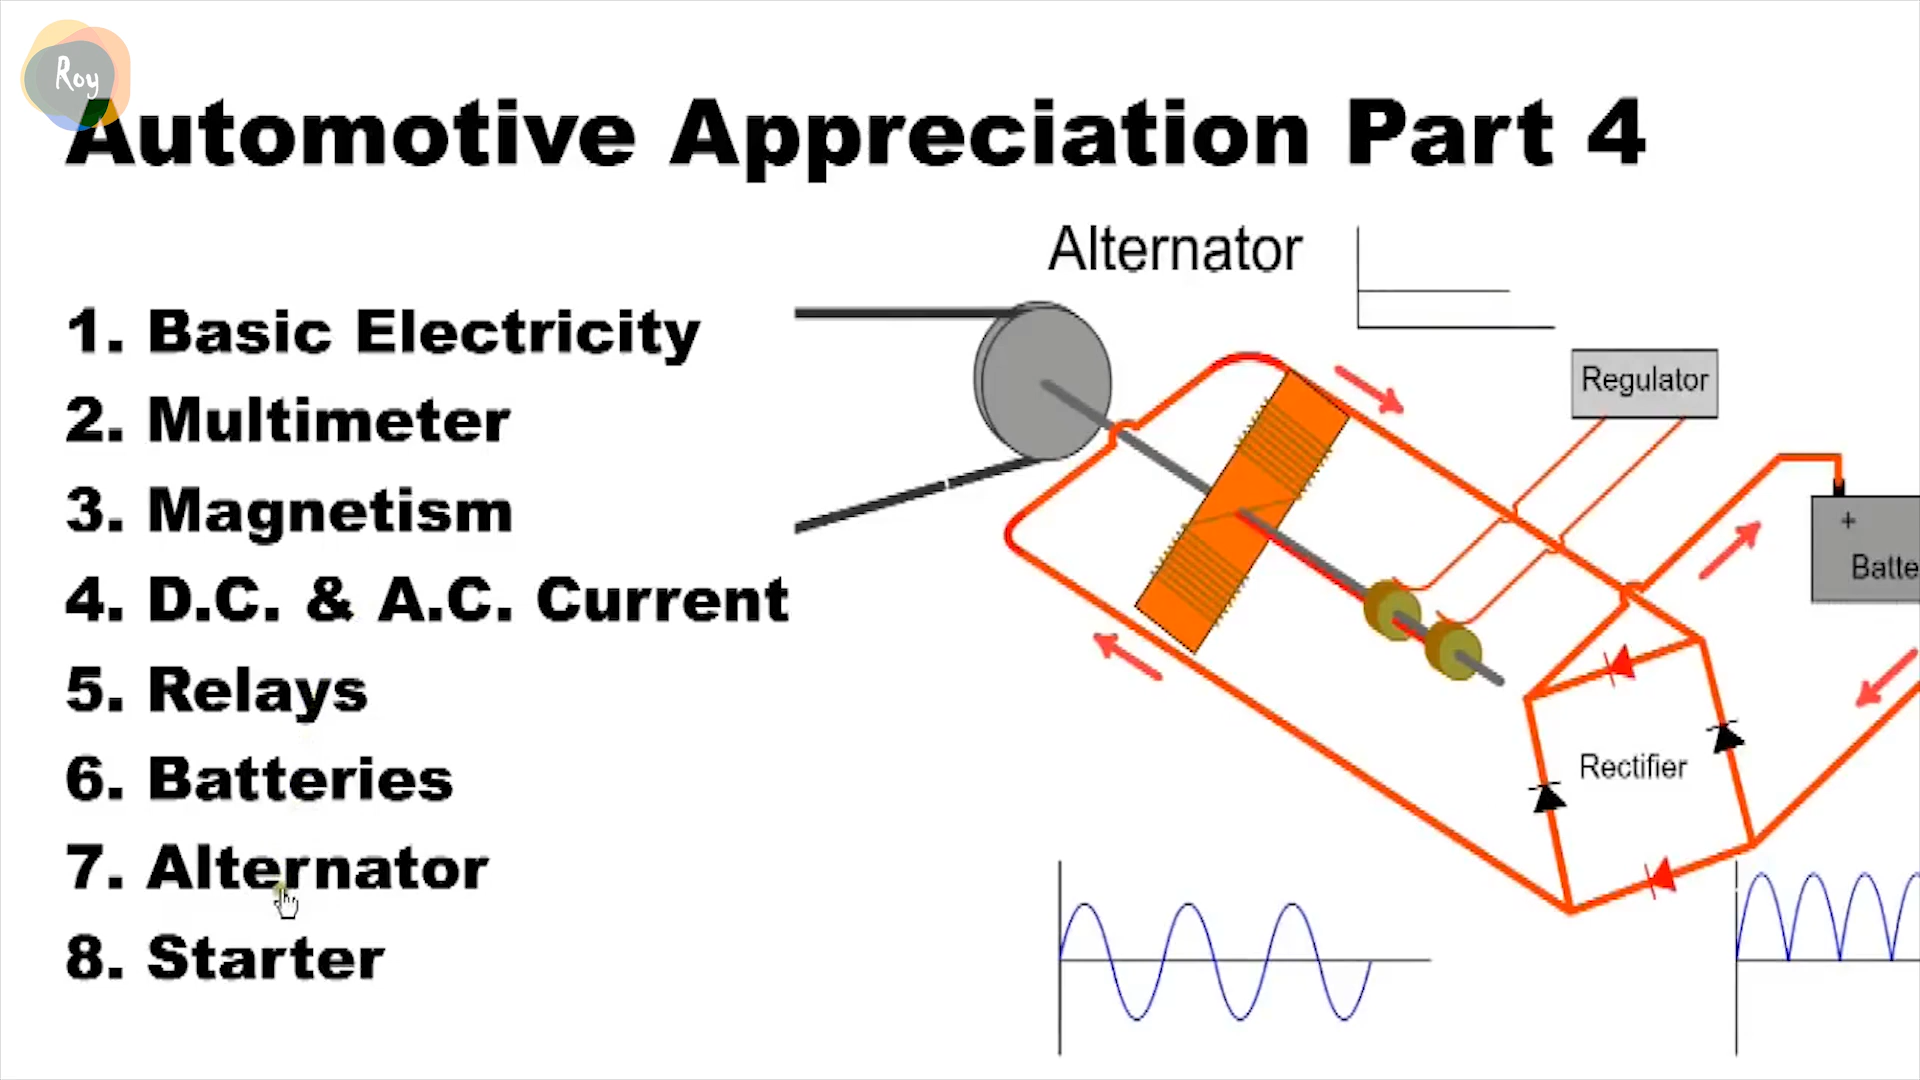 Roy
Automotive Appreciation Part 4
1. Basic Electricity
2. Multimeter
3. Magnetism
4. D.C. & A.C. Current
5. Relays
6. Batteries
7. Alternator
8. Starter
Alternator
Regulator
+
Batte
Rectifier